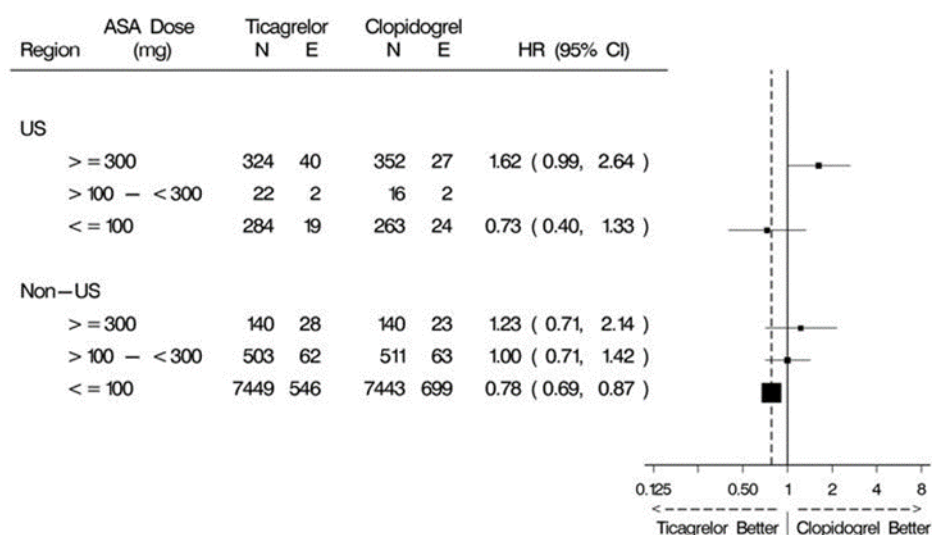 ASA Dose Ticagrelor Clopidogrel
Region (mg) N E N E HR (95% CI)
US
>=300 324 40 352 27 1.62 (0.99, 2.64)
>100 – <300 22 2 16 2
<=100 284 19 263 24 0.73 (0.40, 1.33)
Non–US
>=300 140 28 140 23 1.23 (0.71, 2.14)
>100 – <300 503 62 511 63 1.00 (0.71, 1.42)
<=100 7449 546 7443 699 0.78 (0.69, 0.87)
0.125 0.50 1 2 4 8
Ticagrelor Better Clopidogrel Better